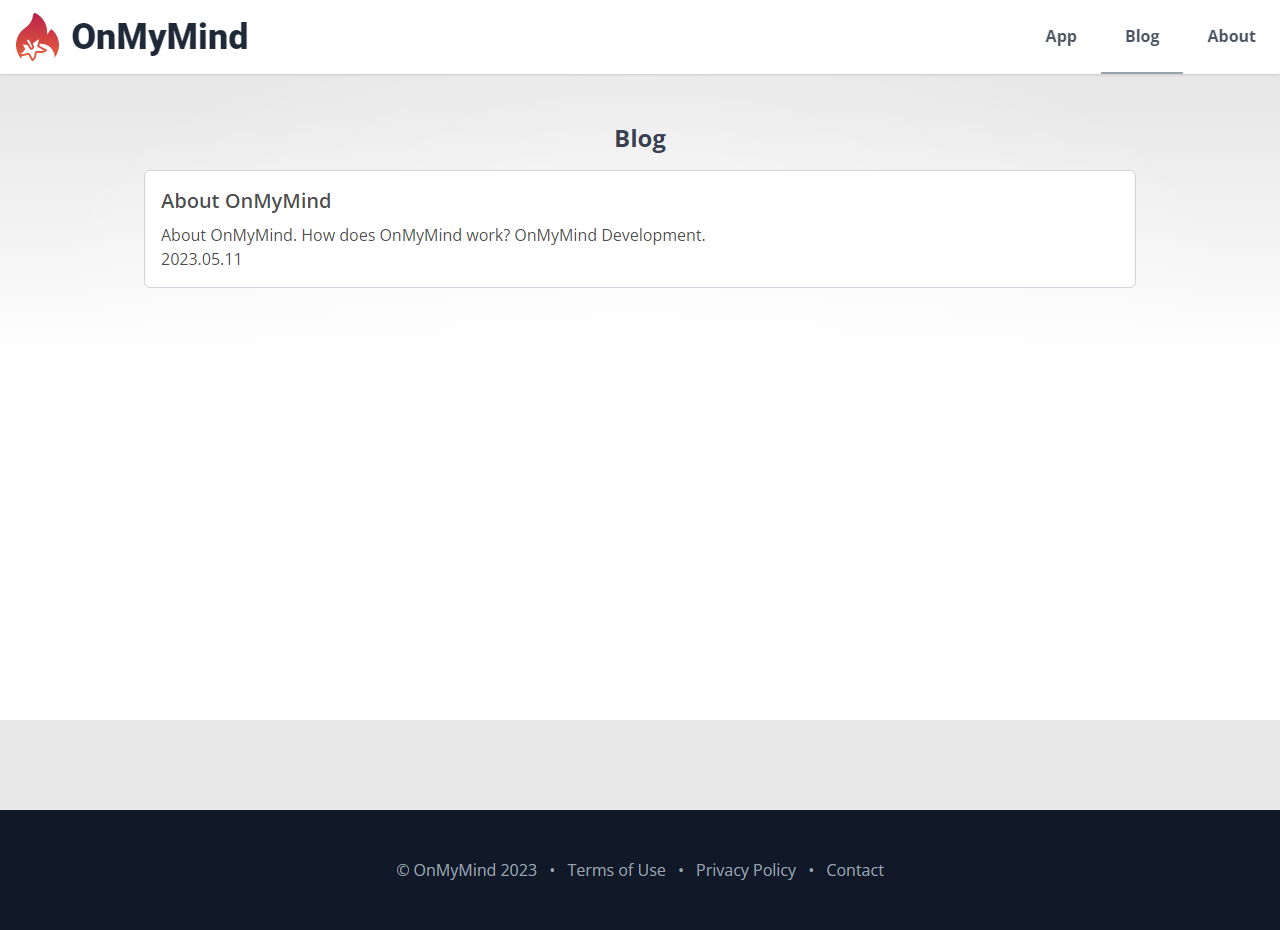 OnMyMind
App Blog About
Blog
About OnMyMind
About OnMyMind. How does OnMyMind work? OnMyMind Development.
2023.05.11
© OnMyMind 2023 • Terms of Use • Privacy Policy • Contact